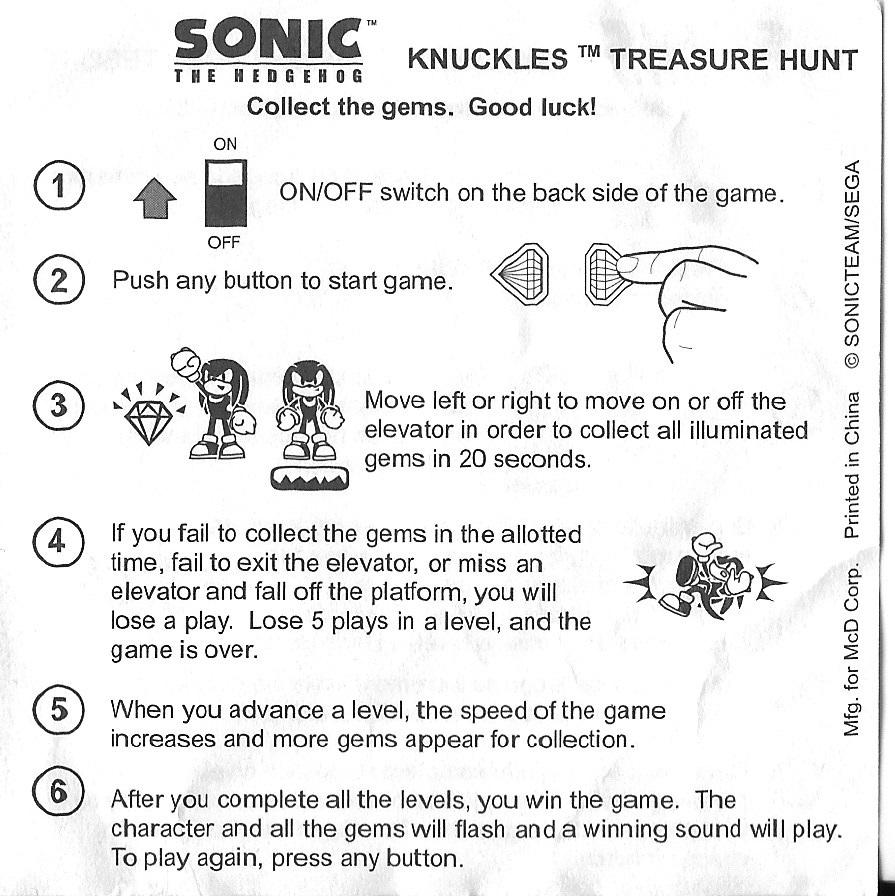 SONIC™
THE HEDGEHOG
KNUCKLES ™ TREASURE HUNT
Collect the gems. Good luck!
1
ON
OFF
ON/OFF switch on the back side of the game.
2
Push any button to start game.
3
Move left or right to move on or off the
elevator in order to collect all illuminated
gems in 20 seconds.
4
If you fail to collect the gems in the allotted
time, fail to exit the elevator, or miss an
elevator and fall off the platform, you will
lose a play. Lose 5 plays in a level, and the
game is over.
5
When you advance a level, the speed of the game
increases and more gems appear for collection.
6
After you complete all the levels, you win the game. The
character and all the gems will flash and a winning sound will play.
To play again, press any button.
Mfg. for McD Corp. Printed in China © SONICTEAM/SEGA